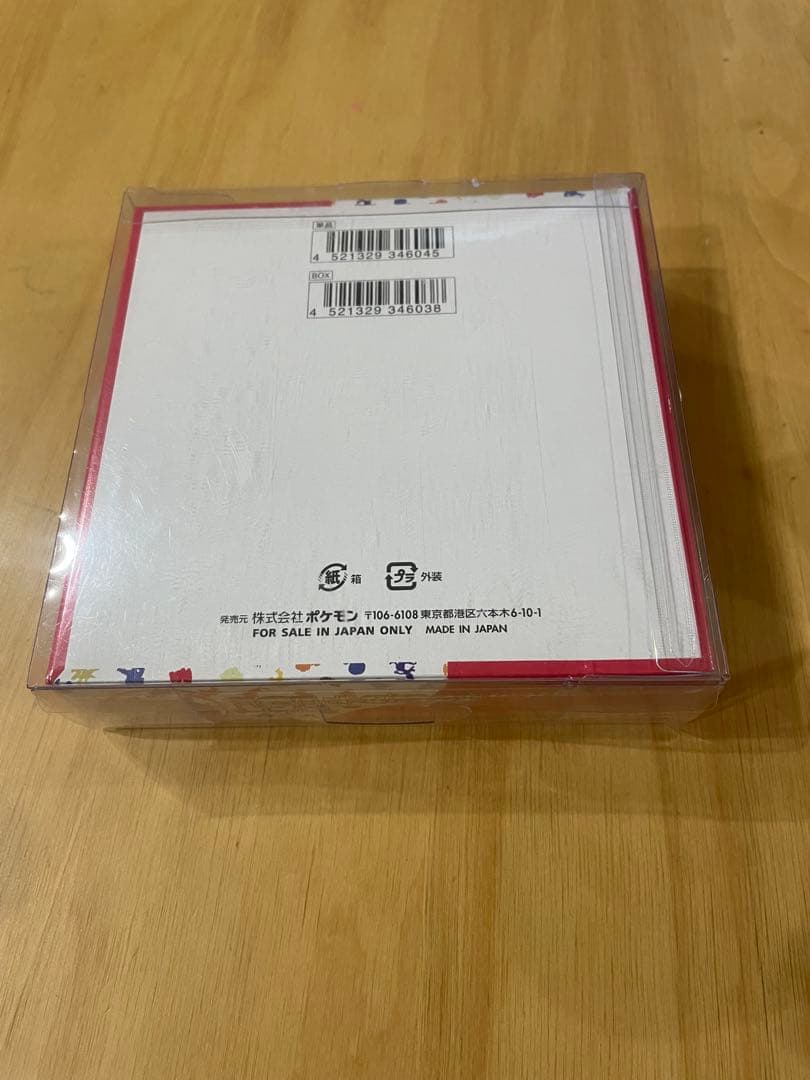 単品
4 521329 346045
BOX
4 521329 346038
紙 箱 プラ 外装
発売元 株式会社 ポケモン 〒106-6108 東京都港区六本木6-10-1
FOR SALE IN JAPAN ONLY MADE IN JAPAN